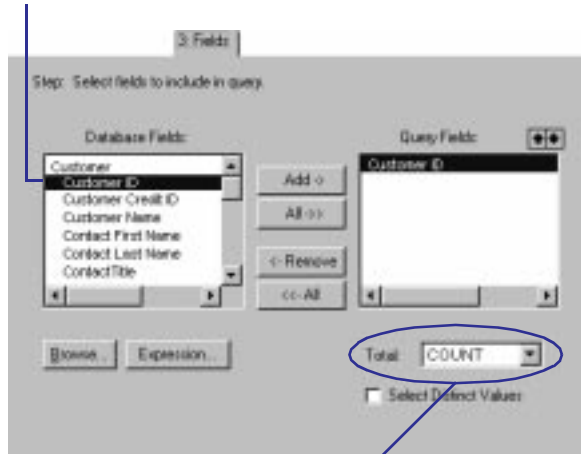 3: Fields
Step: Select fields to include in query.
Database Fields:
Query Fields:
Customer
Customer ID
Customer Credit ID
Customer Name
Contact First Name
Contact Last Name
ContactTitle
Add ->
All ->>
<- Remove
<<- All
Customer ID
Browse...
Expression...
Total: COUNT
Select Distinct Values